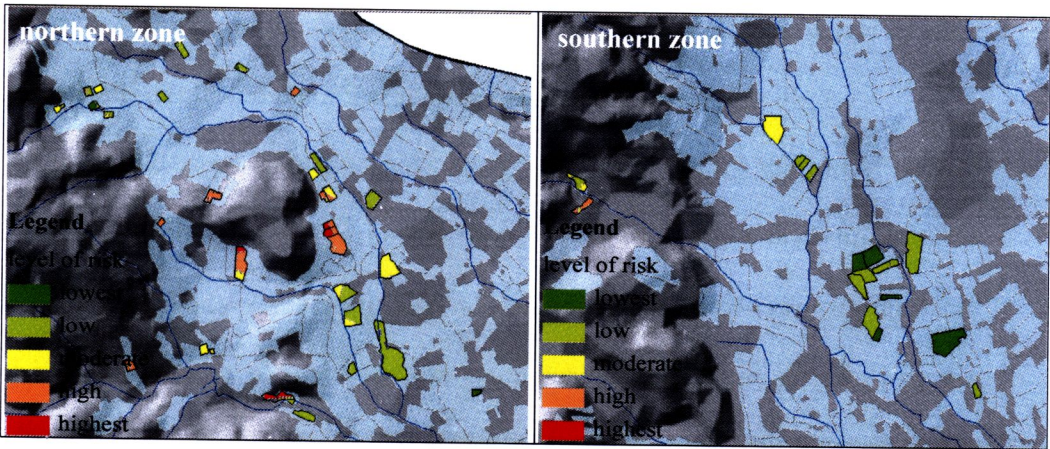 northern zone
Legend
level of risk
lowest
low
moderate
high
highest
southern zone
Legend
level of risk
lowest
low
moderate
high
highest